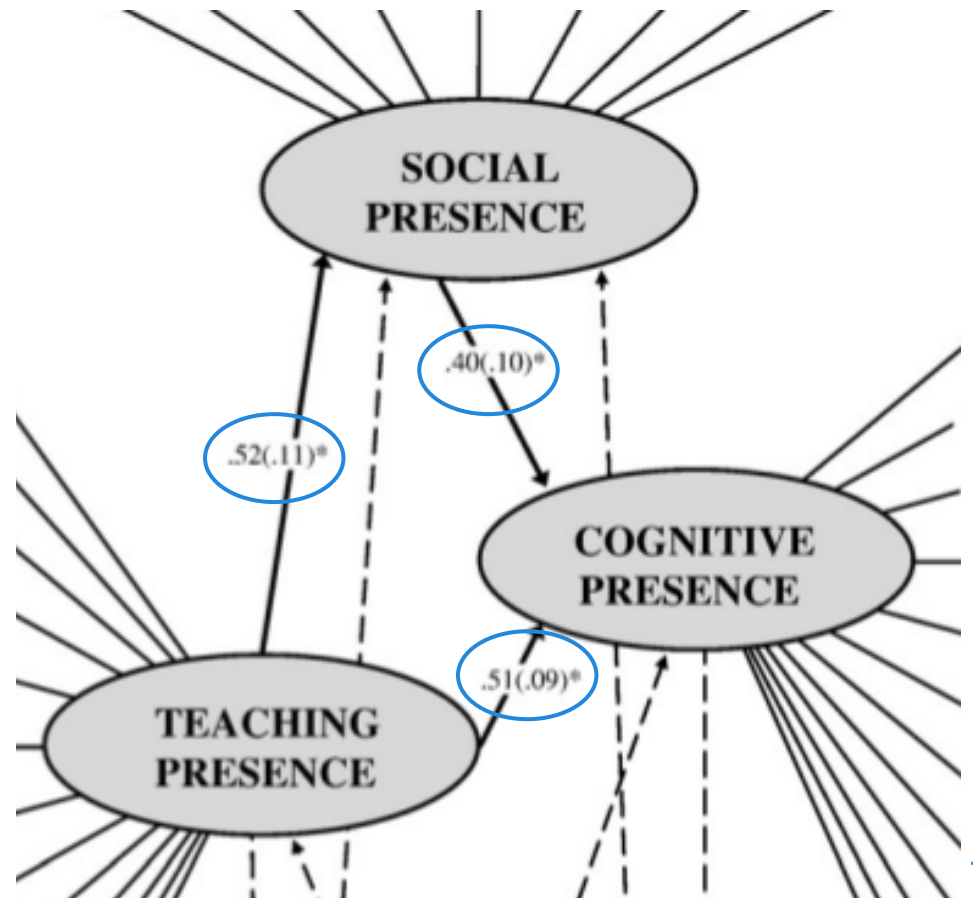 SOCIAL
PRESENCE
.40(.10)*
.52(.11)*
COGNITIVE
PRESENCE
.51(.09)*
TEACHING
PRESENCE